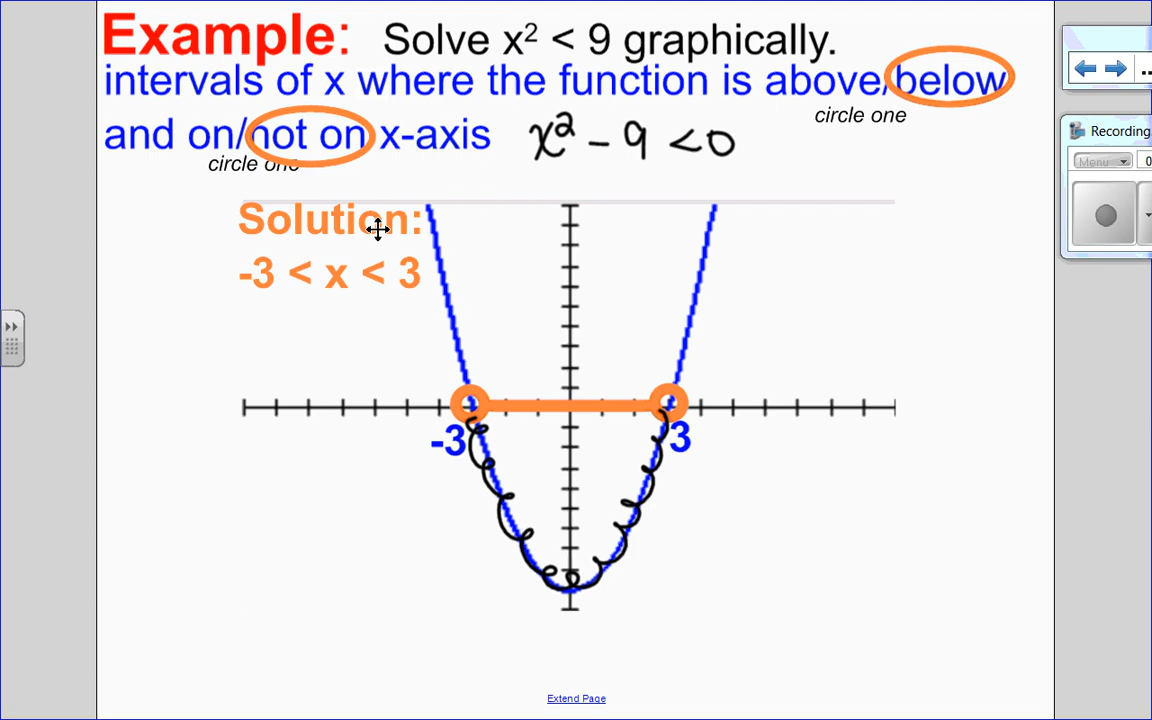 Example: Solve x² < 9 graphically.
intervals of x where the function is above/below
circle one
and on/not on x-axis x² - 9 < 0
circle one
Solution:
-3 < x < 3
-3 3
Extend Page
...
Recording
Menu 0